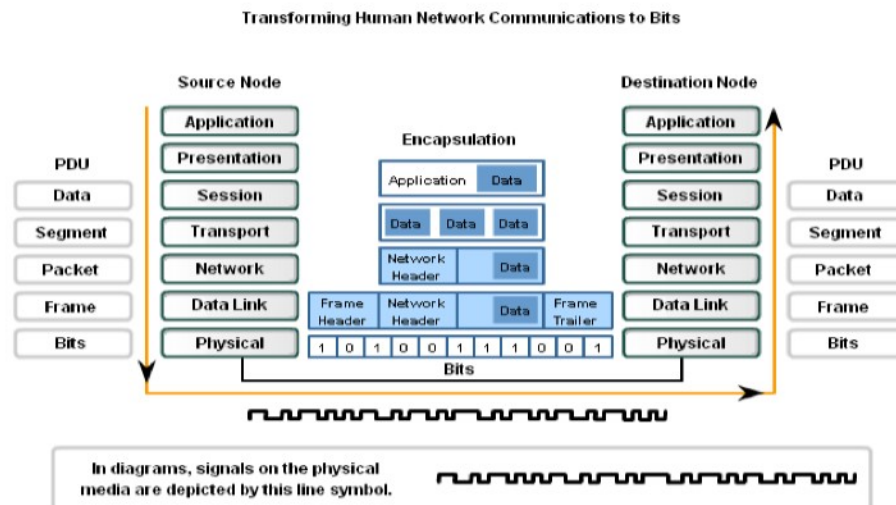 Transforming Human Network Communications to Bits
Source Node
Destination Node
Application
Application
Encapsulation
PDU
Presentation
Presentation
PDU
Application Data
Data
Session
Session
Data
Segment
Transport
Data Data Data
Transport
Segment
Packet
Network
Network
Header
Data
Network
Packet
Frame
Data Link
Frame
Header
Network
Header
Data
Frame
Trailer
Data Link
Frame
Bits
Physical
1 0 1 0 0 1 1 1 0 0 1
Physical
Bits
Bits
In diagrams, signals on the physical
media are depicted by this line symbol.